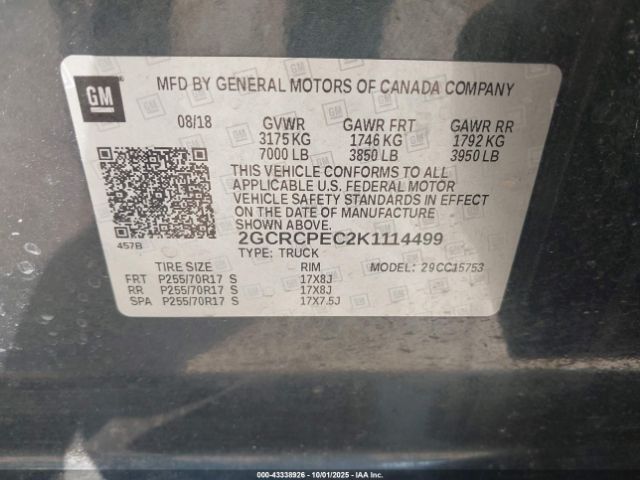 GM
MFD BY GENERAL MOTORS OF CANADA COMPANY
08/18 GVWR GAWR FRT GAWR RR
3175 KG 1746 KG 1792 KG
7000 LB 3850 LB 3950 LB
THIS VEHICLE CONFORMS TO ALL
APPLICABLE U.S. FEDERAL MOTOR
VEHICLE SAFETY STANDARDS IN EFFECT
ON THE DATE OF MANUFACTURE
SHOWN ABOVE.
457B
2GCRCPEC2K1114499
TYPE: TRUCK MODEL: 29CC15753
TIRE SIZE RIM
FRT P255/70R17 S 17X8J
RR P255/70R17 S 17X8J
SPA P255/70R17 S 17X7.5J
000-43338926 - 10/01/2025 - IAAI.com